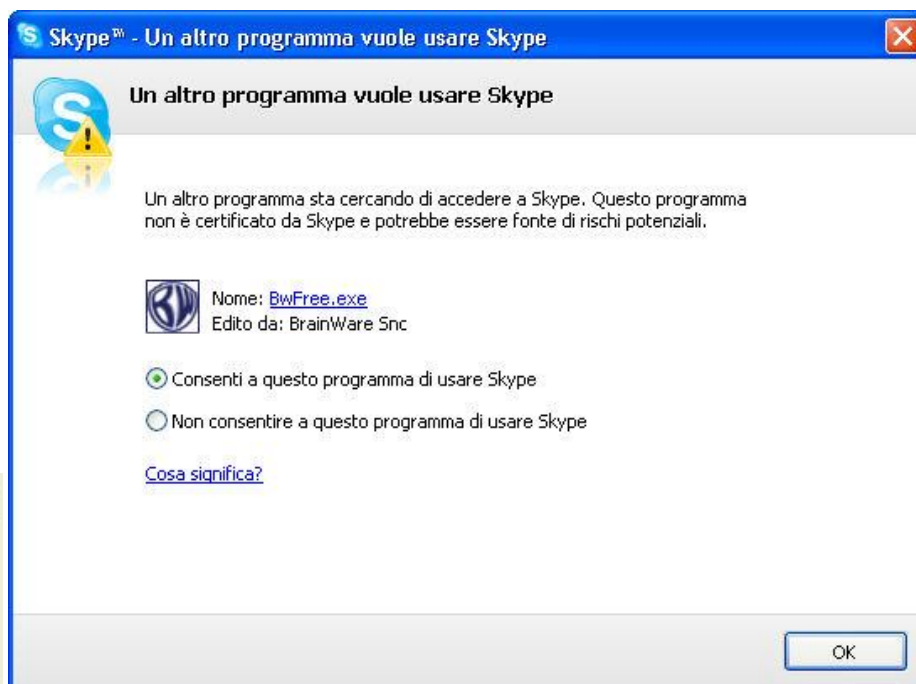 Skype™ - Un altro programma vuole usare Skype
Un altro programma vuole usare Skype
Un altro programma sta cercando di accedere a Skype. Questo programma
non è certificato da Skype e potrebbe essere fonte di rischi potenziali.
BW
Nome: BwFree.exe
Edito da: BrainWare Snc
Consenti a questo programma di usare Skype
Non consentire a questo programma di usare Skype
Cosa significa?
OK